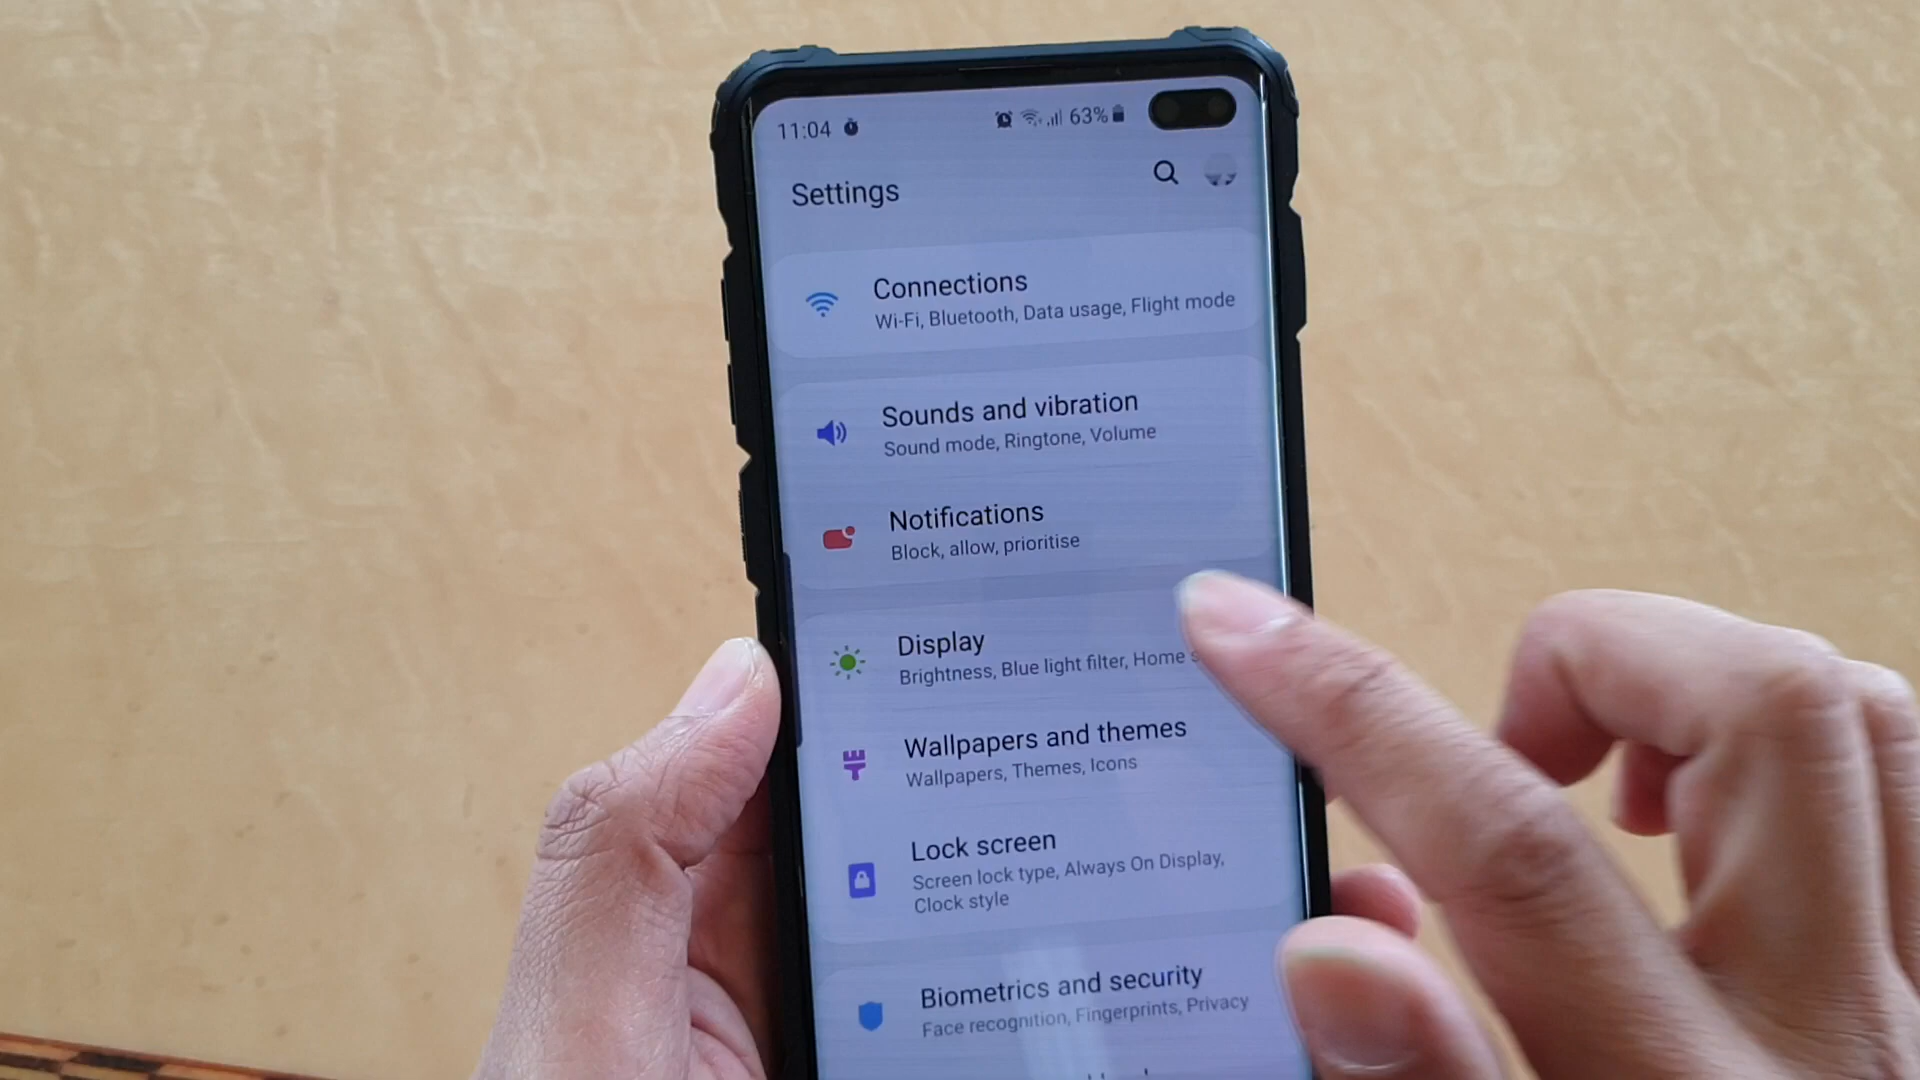 11:04 63%
Settings
Connections
Wi-Fi, Bluetooth, Data usage, Flight mode
Sounds and vibration
Sound mode, Ringtone, Volume
Notifications
Block, allow, prioritise
Display
Brightness, Blue light filter, Home
Wallpapers and themes
Wallpapers, Themes, Icons
Lock screen
Screen lock type, Always On Display,
Clock style
Biometrics and security
Face recognition, Fingerprints, Privacy